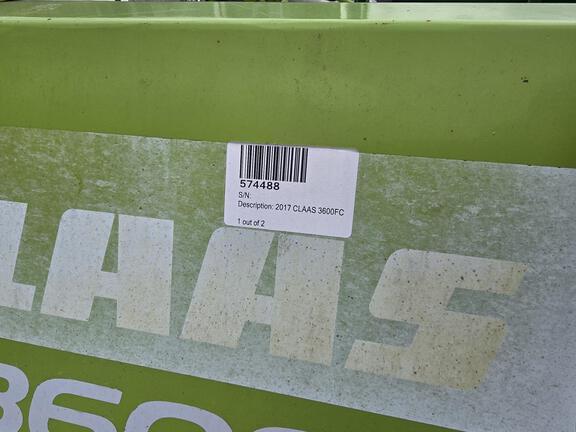 574488
S/N:
Description: 2017 CLAAS 3600FC
1 out of 2
LAAS
360